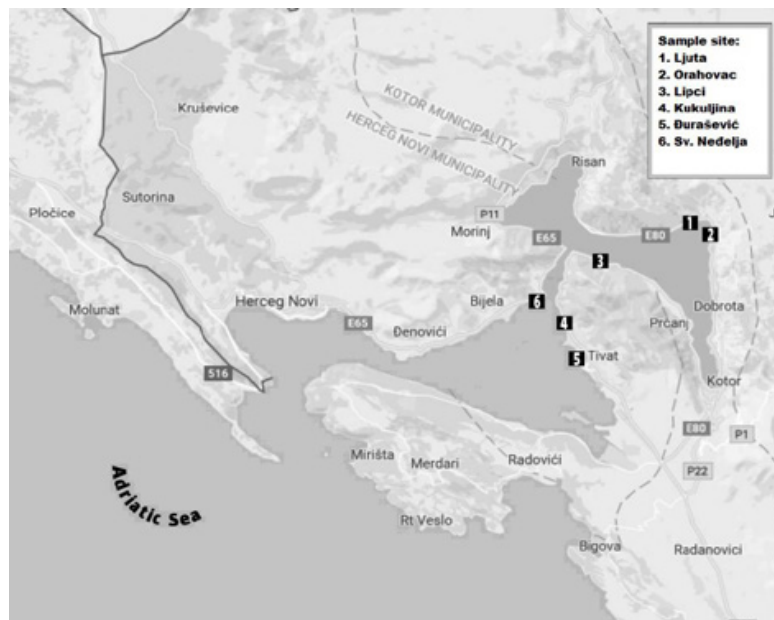 Sample site:
1. Ljuta
2. Orahovac
3. Lipci
4. Kukuljina
5. Đurašević
6. Sv. Neđelja
Kruševice
KOTOR MUNICIPALITY
HERCEG NOVI MUNICIPALITY
Risan
Sutorina
Pločice
P11
Morinj
E65
E80
1
2
3
Molunat
Herceg Novi
Bijela
6
4
Dobrota
E65
Đenovići
Prčanj
5
Tivat
516
Kotor
E80
P1
Mirišta
Merdari
Radovići
P22
Adriatic Sea
Rt Veslo
Bigova
Radanovici